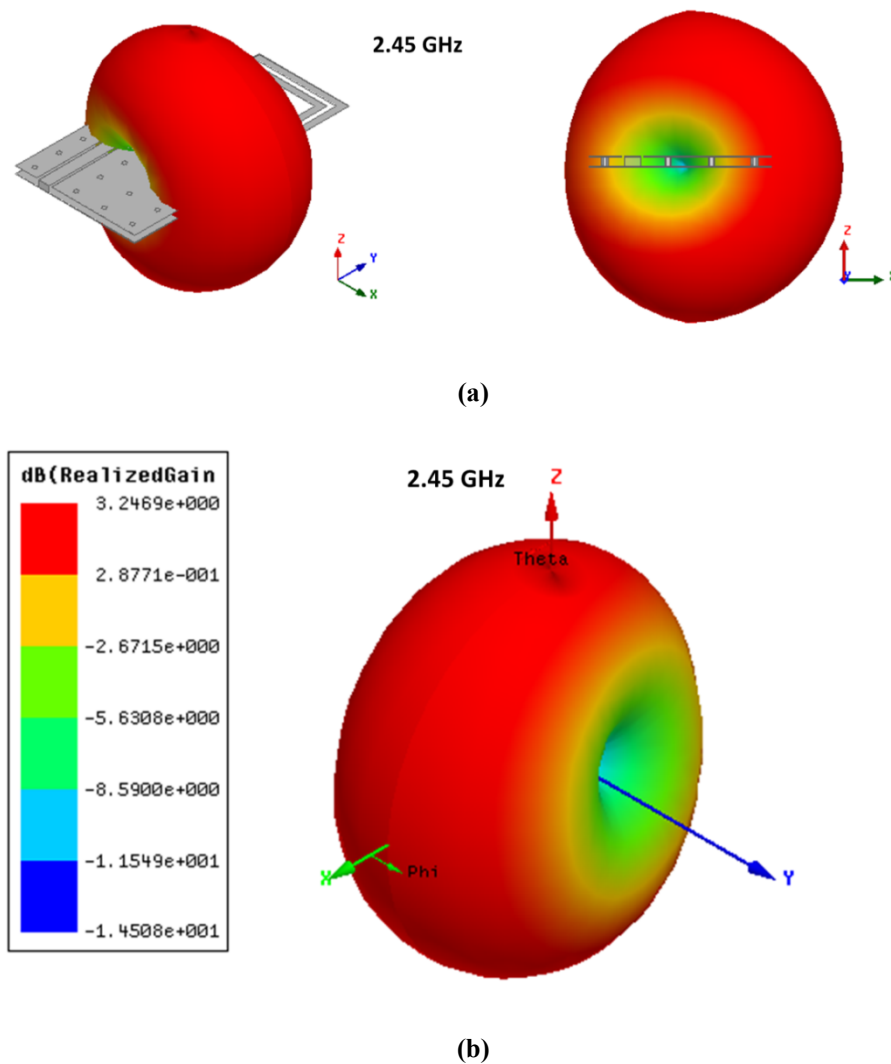 2.45 GHz
Z
Y
X
Z
Y
(a)
dB(RealizedGain
3.2469e+000
2.8771e-001
-2.6715e+000
-5.6308e+000
-8.5900e+000
-1.1549e+001
-1.4508e+001
2.45 GHz
Z
Theta
X
Phi
Y
(b)